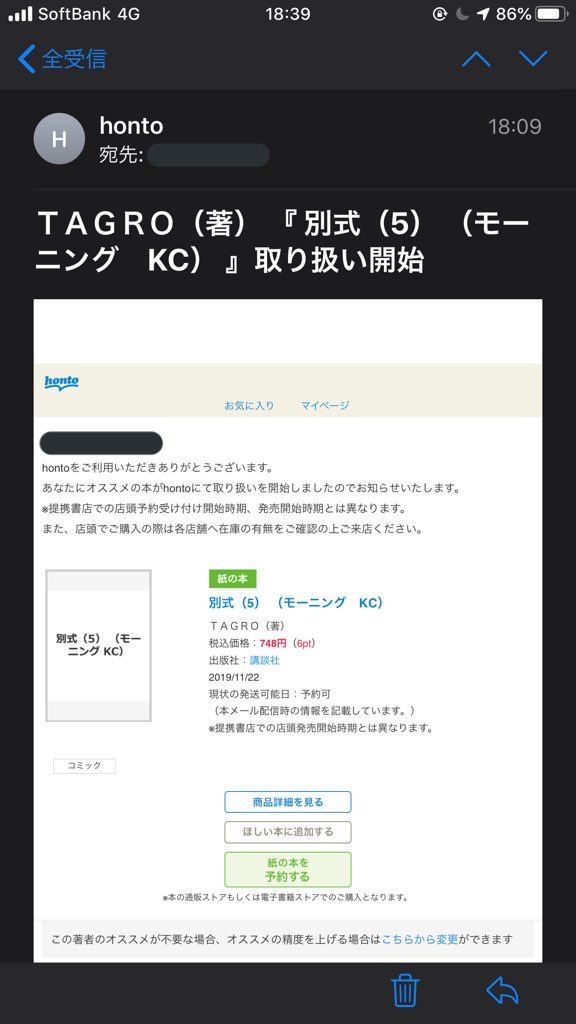 SoftBank 4G 18:39 86%
全受信
H honto 18:09
宛先:
ＴＡＧＲＯ（著）『 別式（5）（モー
ニング　KC）』取り扱い開始
honto
お気に入り マイページ
hontoをご利用いただきありがとうございます。
あなたにオススメの本がhontoにて取り扱いを開始しましたのでお知らせいたします。
※提携書店での店頭予約受け付け開始時期、発売開始時期とは異なります。
また、店頭でご購入の際は各店舗へ在庫の有無をご確認の上ご来店ください。
別式（5）（モー
ニング KC）
コミック
紙の本
別式（5）（モーニング　KC）
ＴＡＧＲＯ（著）
税込価格：748円（6pt）
出版社：講談社
2019/11/22
現状の発送可能日：予約可
（本メール配信時の情報を記載しています。）
※提携書店での店頭発売開始時期とは異なります。
商品詳細を見る
ほしい本に追加する
紙の本を
予約する
※本の通販ストアもしくは電子書籍ストアでのご購入となります。
この著者のオススメが不要な場合、オススメの精度を上げる場合はこちらから変更ができます